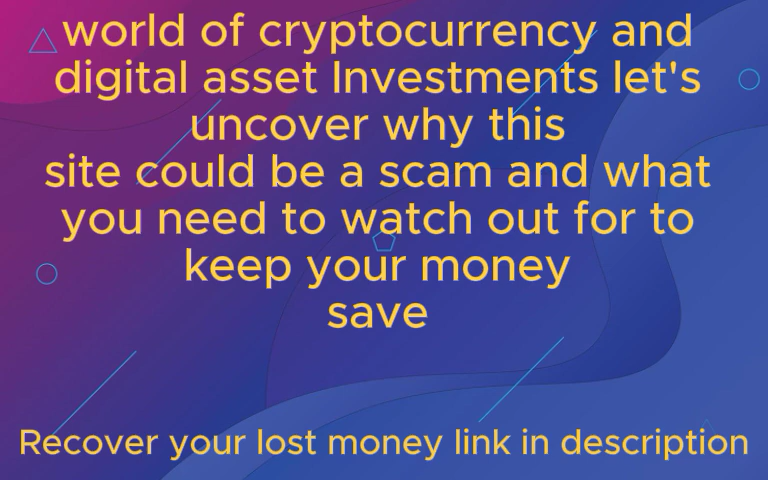 world of cryptocurrency and
digital asset Investments let's
uncover why this
site could be a scam and what
you need to watch out for to
keep your money
save
Recover your lost money link in description